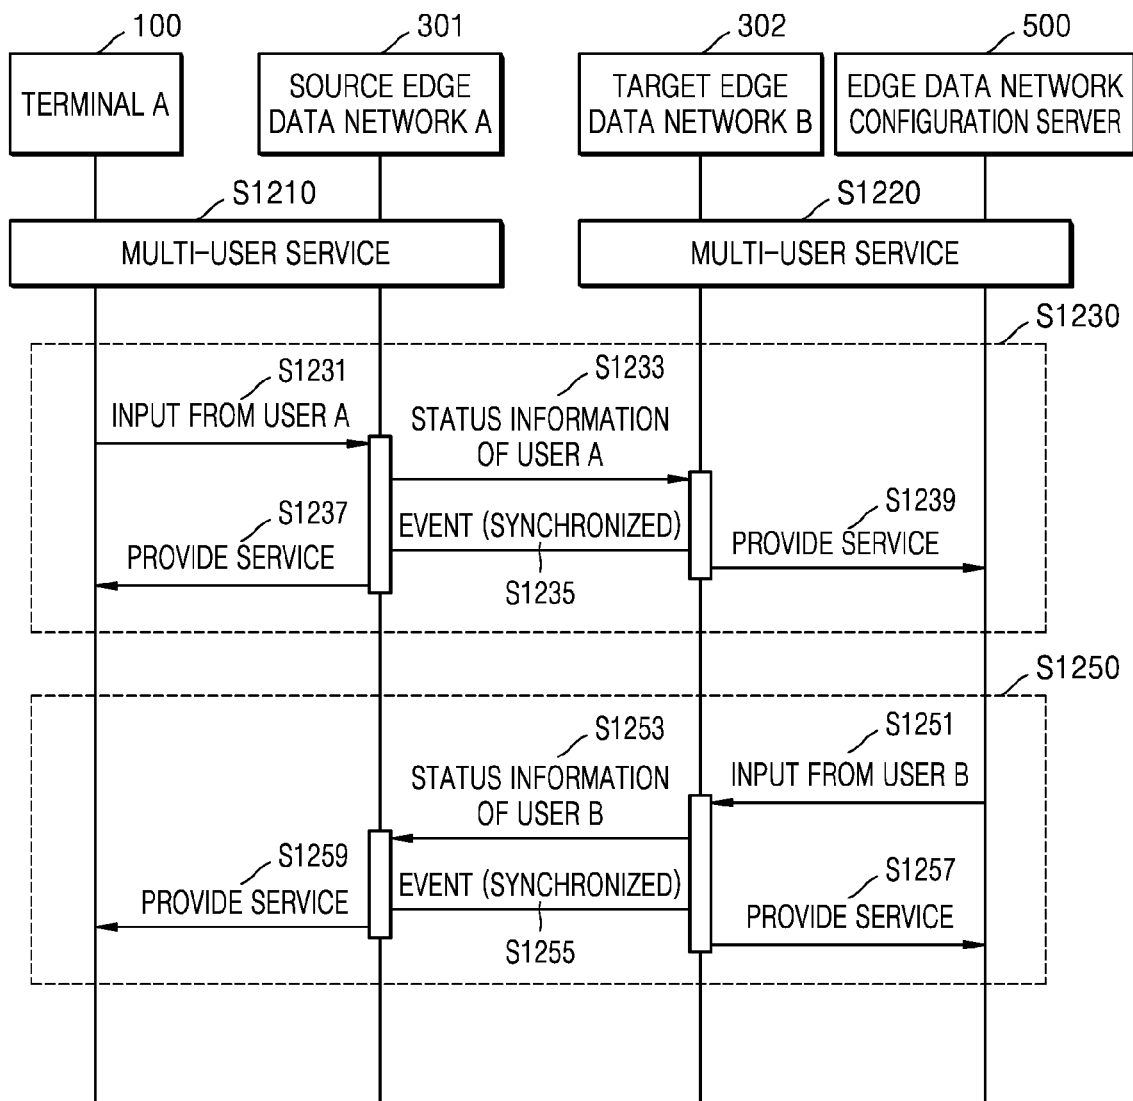 100
301
302
500
TERMINAL A
SOURCE EDGE
DATA NETWORK A
TARGET EDGE
DATA NETWORK B
EDGE DATA NETWORK
CONFIGURATION SERVER
S1210
S1220
MULTI-USER SERVICE
MULTI-USER SERVICE
S1230
S1231
INPUT FROM USER A
S1233
STATUS INFORMATION
OF USER A
S1237
PROVIDE SERVICE
EVENT (SYNCHRONIZED)
S1235
S1239
PROVIDE SERVICE
S1250
S1251
INPUT FROM USER B
S1253
STATUS INFORMATION
OF USER B
S1259
PROVIDE SERVICE
EVENT (SYNCHRONIZED)
S1255
S1257
PROVIDE SERVICE